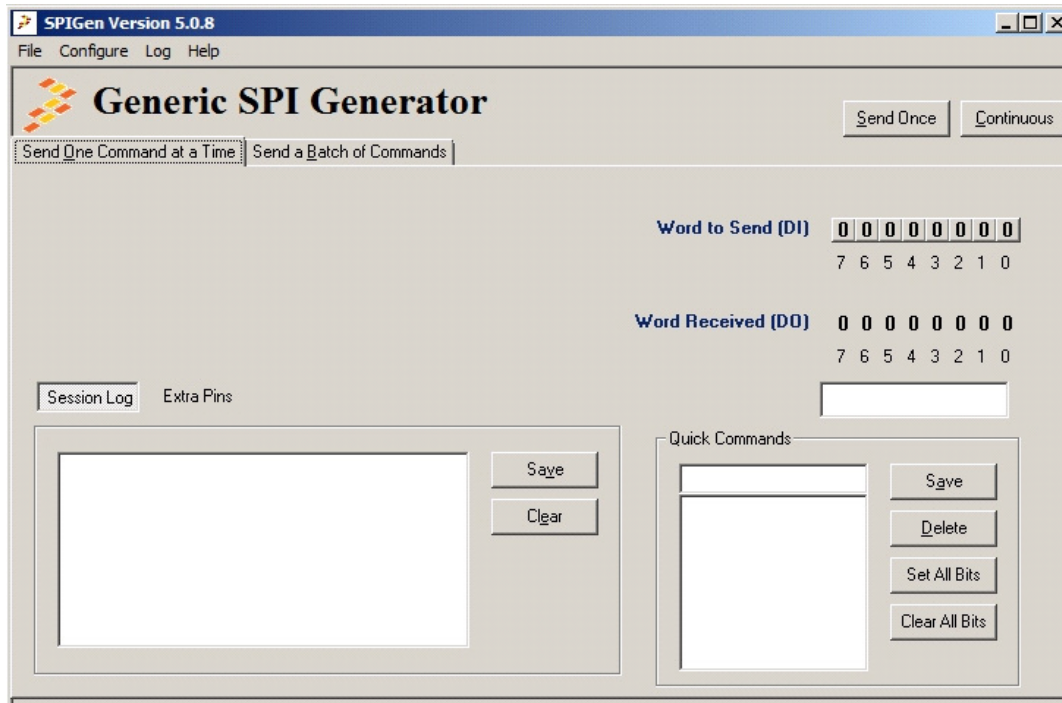 SPIGen Version 5.0.8
File Configure Log Help
Generic SPI Generator
Send Once Continuous
Send One Command at a Time Send a Batch of Commands
Word to Send (DI) 0 0 0 0 0 0 0 0
7 6 5 4 3 2 1 0
Word Received (DO) 0 0 0 0 0 0 0 0
7 6 5 4 3 2 1 0
Session Log Extra Pins
Quick Commands
Save
Clear
Save
Delete
Set All Bits
Clear All Bits